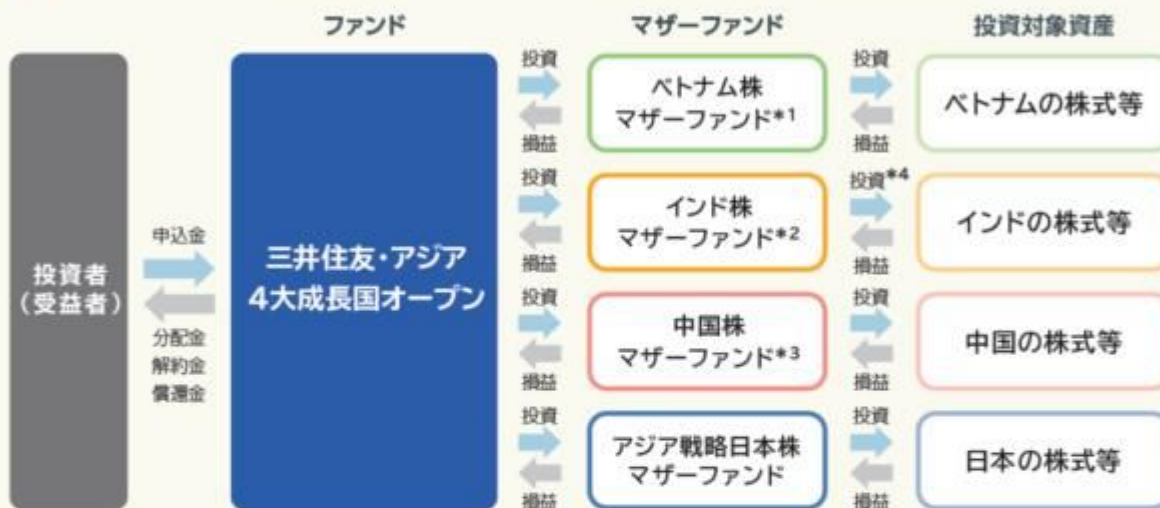 ファンド
マザーファンド
投資対象資産
投資者
（受益者）
申込金
分配金
解約金
償還金
三井住友・アジア
4大成長国オープン
投資
損益
ベトナム株
マザーファンド*1
投資
損益
ベトナムの株式等
投資
損益
インド株
マザーファンド*2
投資*4
損益
インドの株式等
投資
損益
中国株
マザーファンド*3
投資
損益
中国の株式等
投資
損益
アジア戦略日本株
マザーファンド
投資
損益
日本の株式等